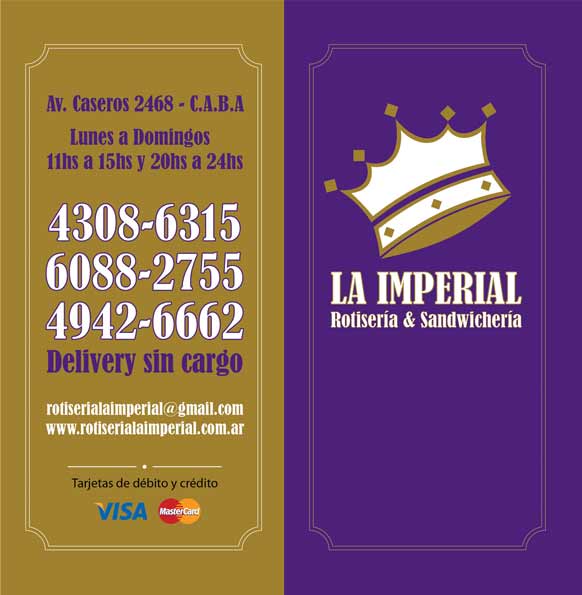 Av. Caseros 2468 - C.A.B.A
Lunes a Domingos
11hs a 15hs y 20hs a 24hs
4308-6315
6088-2755
4942-6662
Delivery sin cargo
rotiserialaimperial@gmail.com
www.rotiserialaimperial.com.ar
Tarjetas de débito y crédito
VISA
MasterCard
LA IMPERIAL
Rotisería & Sandwichería